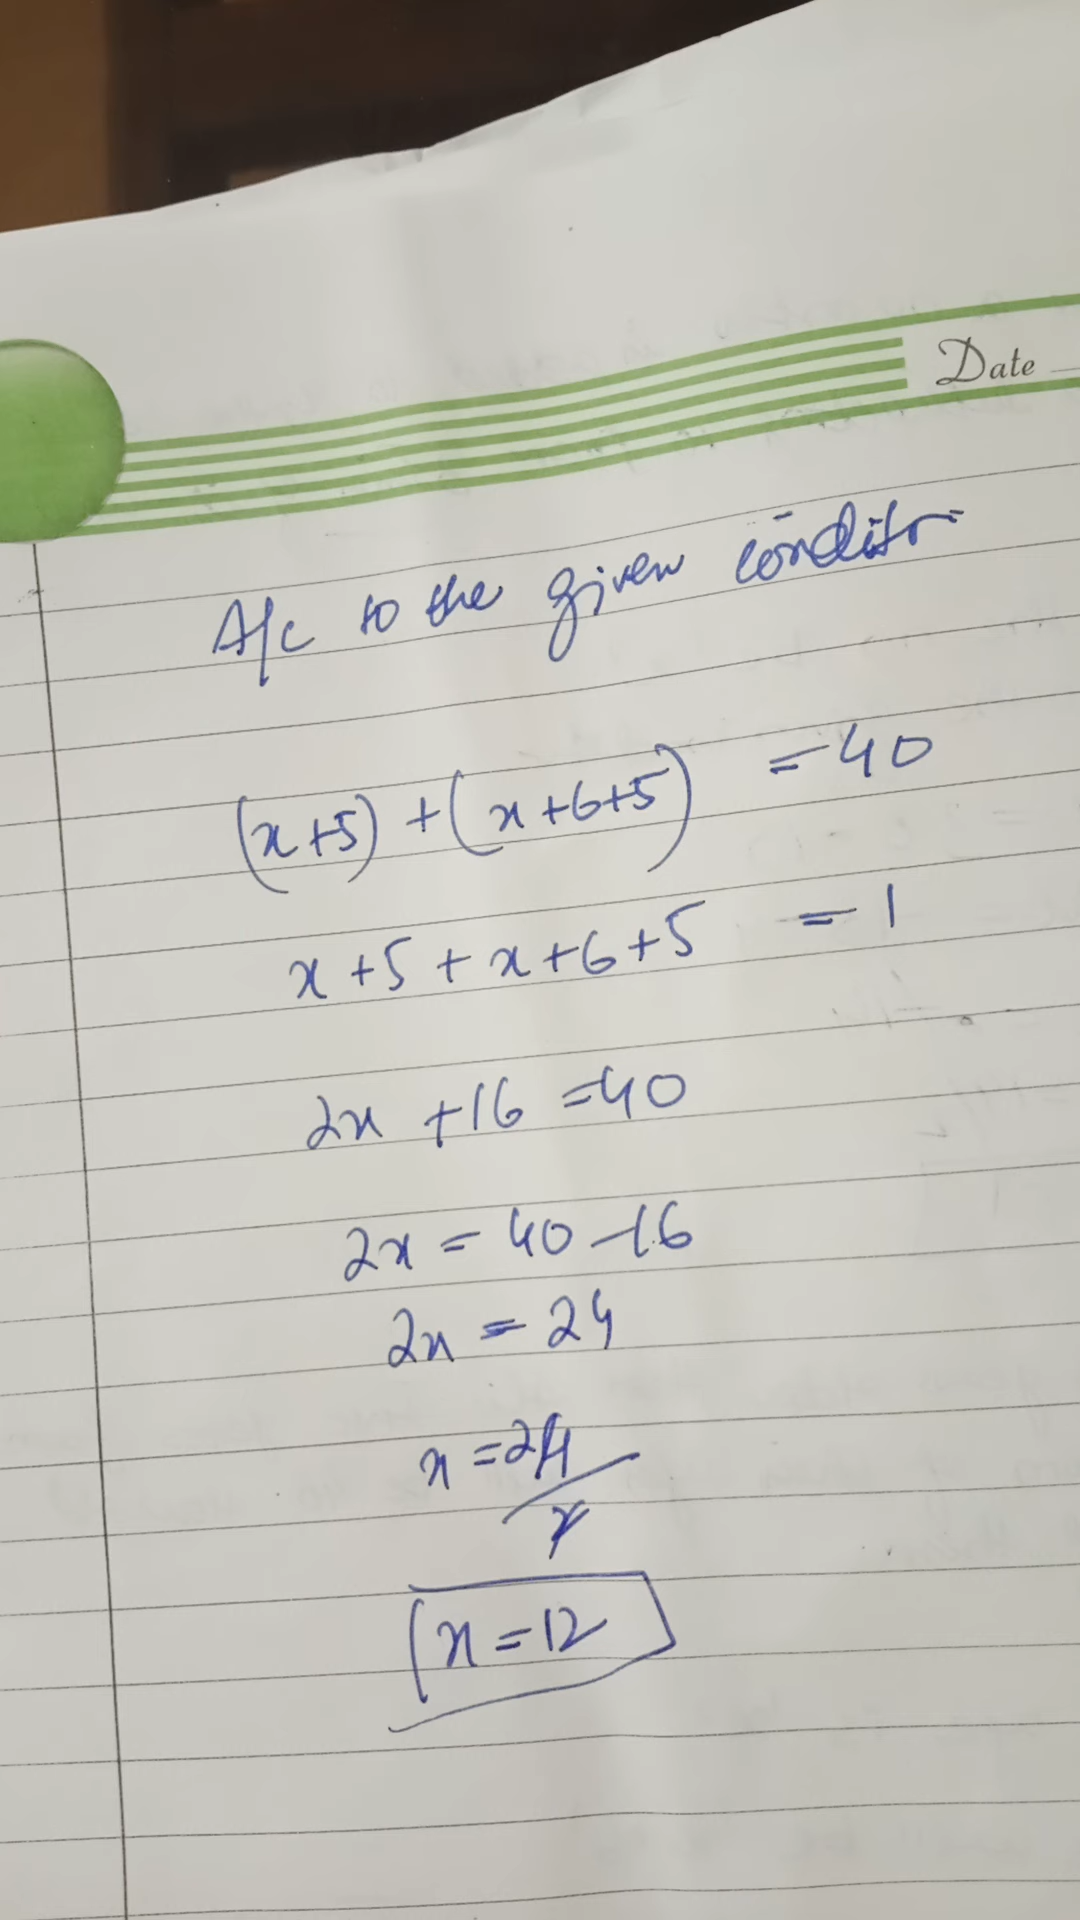 Date
A/c to the given condition
(x+5) + (x+6+5) = 40
x+5+x+6+5 = 1
2x +16 = 40
2x = 40 - 16
2x = 24
x = 24/2
x = 12